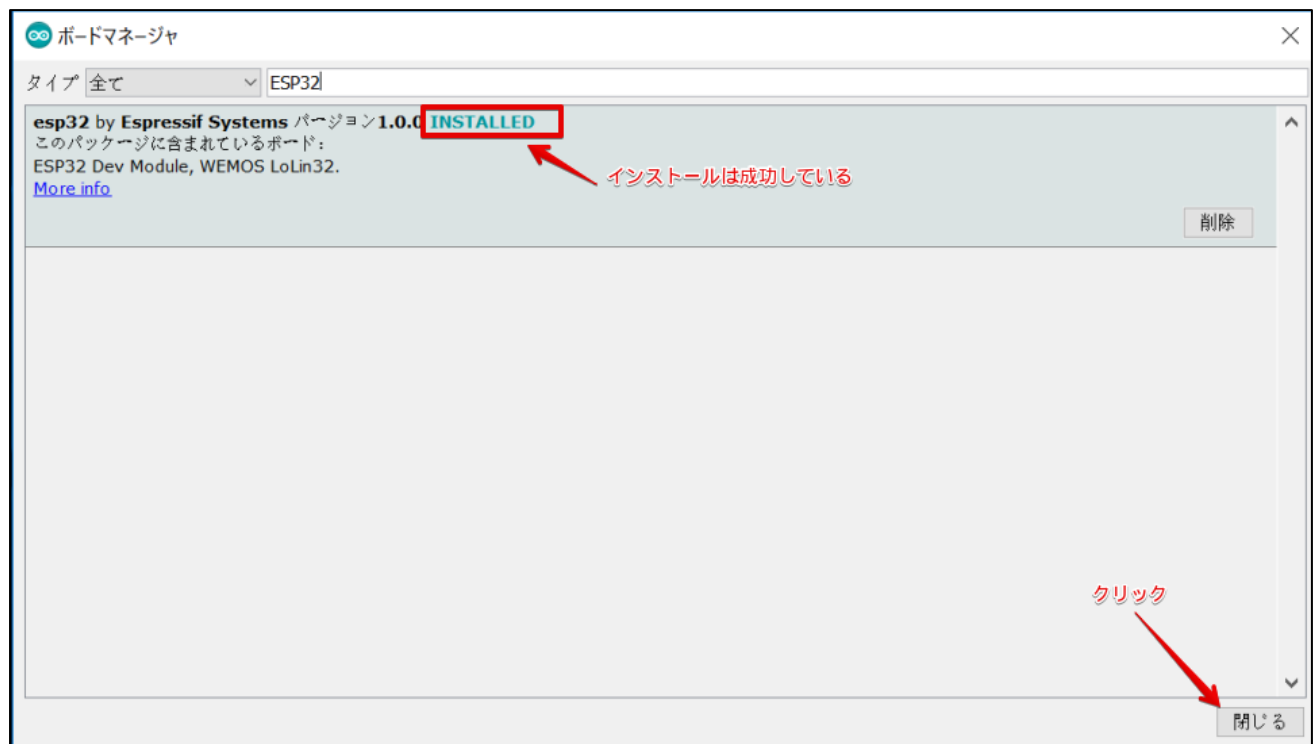 ボードマネージャ
タイプ 全て ESP32
esp32 by Espressif Systems バージョン1.0.0 INSTALLED
このパッケージに含まれているボード：
ESP32 Dev Module, WEMOS LoLin32.
インストールは成功している
More info
削除
クリック
閉じる